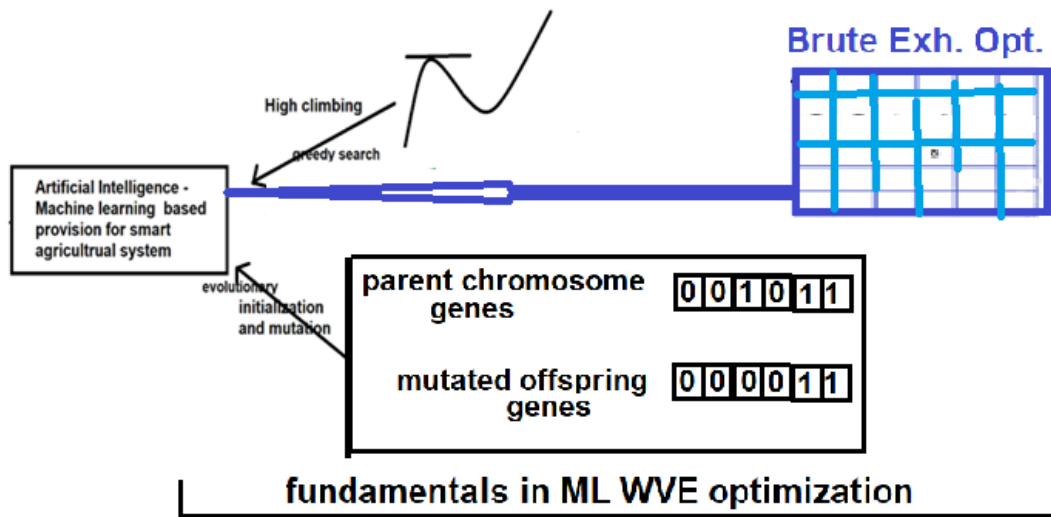 Brute Exh. Opt.
High climbing
greedy search
Artificial Intelligence -
Machine learning based
provision for smart
agricultrual system
evolutionary
initialization
and mutation
parent chromosome
genes
0 0 1 0 1 1
mutated offspring
genes
0 0 0 0 1 1
fundamentals in ML WVE optimization